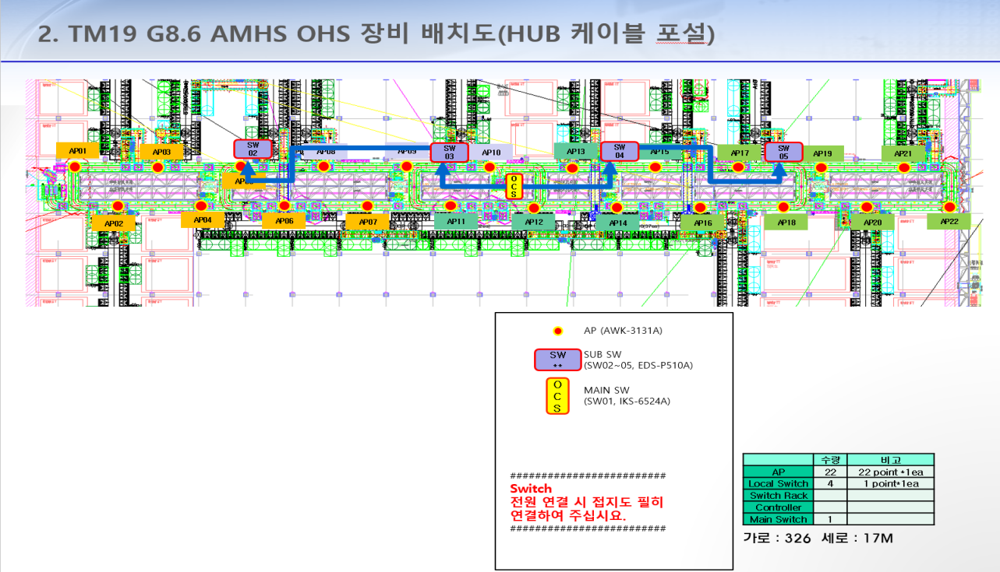 2. TM19 G8.6 AMHS OHS 장비 배치도(HUB 케이블 포설)
AP01
AP03
SW
02
AP08
AP09
SW
03
AP10
AP13
SW
04
AP15
AP17
SW
05
AP19
AP21
O
C
S
AP02
AP04
AP06
AP07
AP11
AP12
AP14
AP16
AP18
AP20
AP22
AP (AWK-3131A)
SW
**
SUB SW
(SW02~05, EDS-P510A)
O
C
S
MAIN SW
(SW01, IKS-6524A)
#########################
Switch
전원 연결 시 접지도 필히
연결하여 주십시요.
#########################
수량 비고
AP 22 22 point *1ea
Local Switch 4 1 point*1ea
Switch Rack
Controller
Main Switch 1
가로 : 326 세로 : 17M